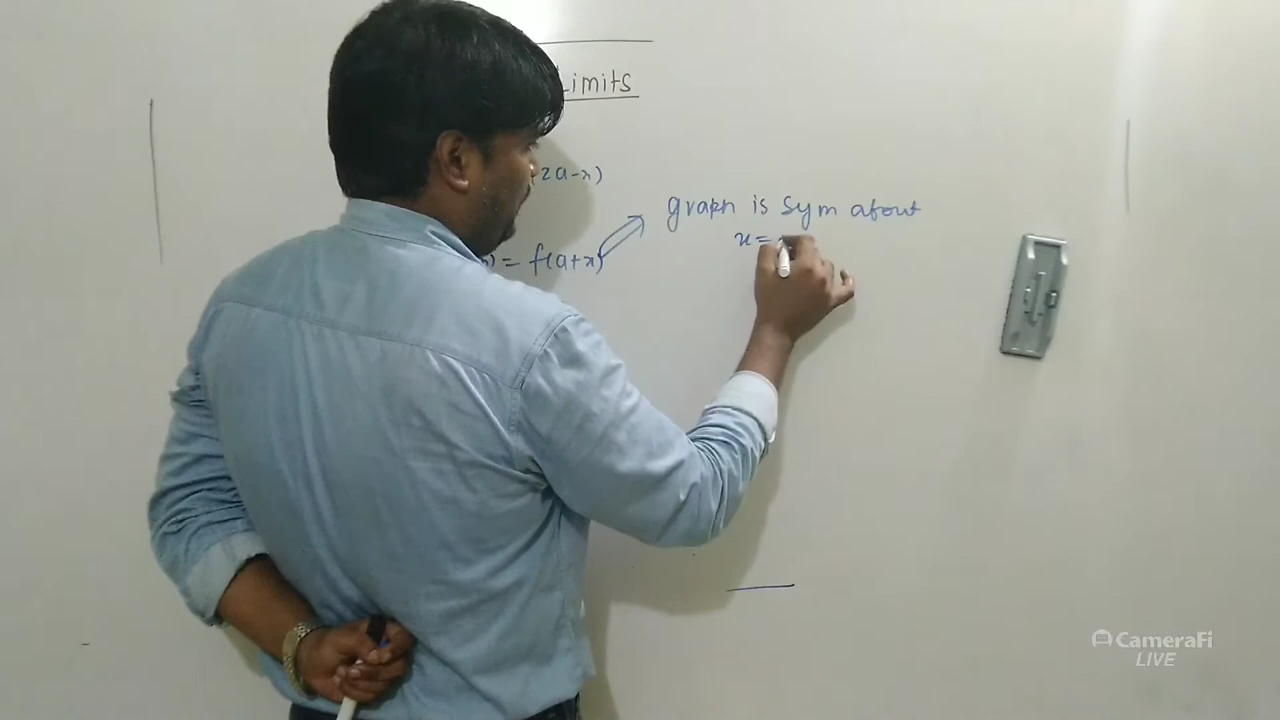 Limits
2a-x)
) = f(a+x)
graph is sym about
x =
CameraFi
LIVE